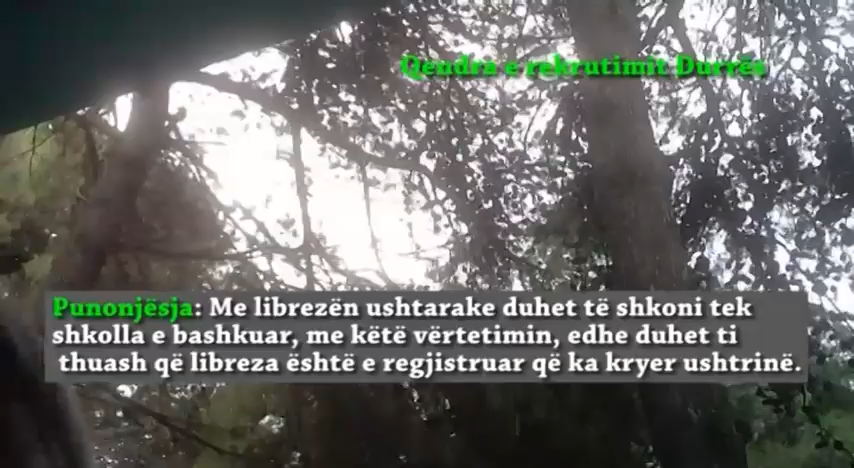 Qendra e rekrutimit Durrës
Punonjësja: Me librezën ushtarake duhet të shkoni tek
shkolla e bashkuar, me këtë vërtetimin, edhe duhet ti
thuash që libreza është e regjistruar që ka kryer ushtrinë.